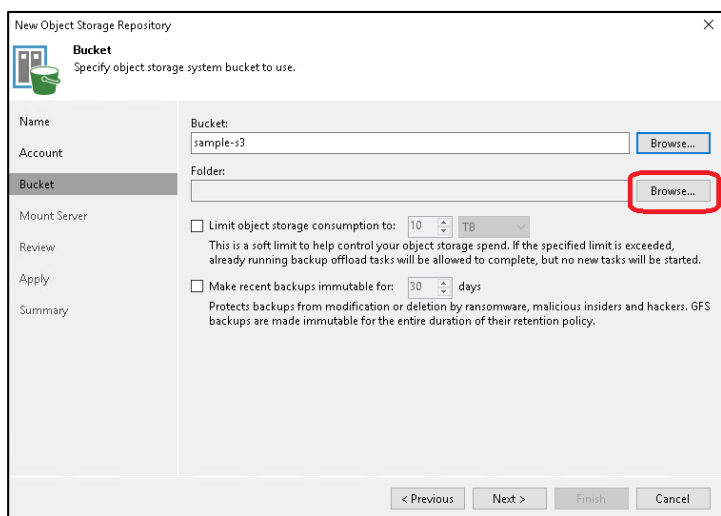 New Object Storage Repository
Bucket
Specify object storage system bucket to use.
Name
Account
Bucket
Mount Server
Review
Apply
Summary
Bucket:
sample-s3
Browse...
Folder:
Browse...
Limit object storage consumption to: 10 TB
This is a soft limit to help control your object storage spend. If the specified limit is exceeded,
already running backup offload tasks will be allowed to complete, but no new tasks will be started.
Make recent backups immutable for: 30 days
Protects backups from modification or deletion by ransomware, malicious insiders and hackers. GFS
backups are made immutable for the entire duration of their retention policy.
< Previous
Next >
Finish
Cancel